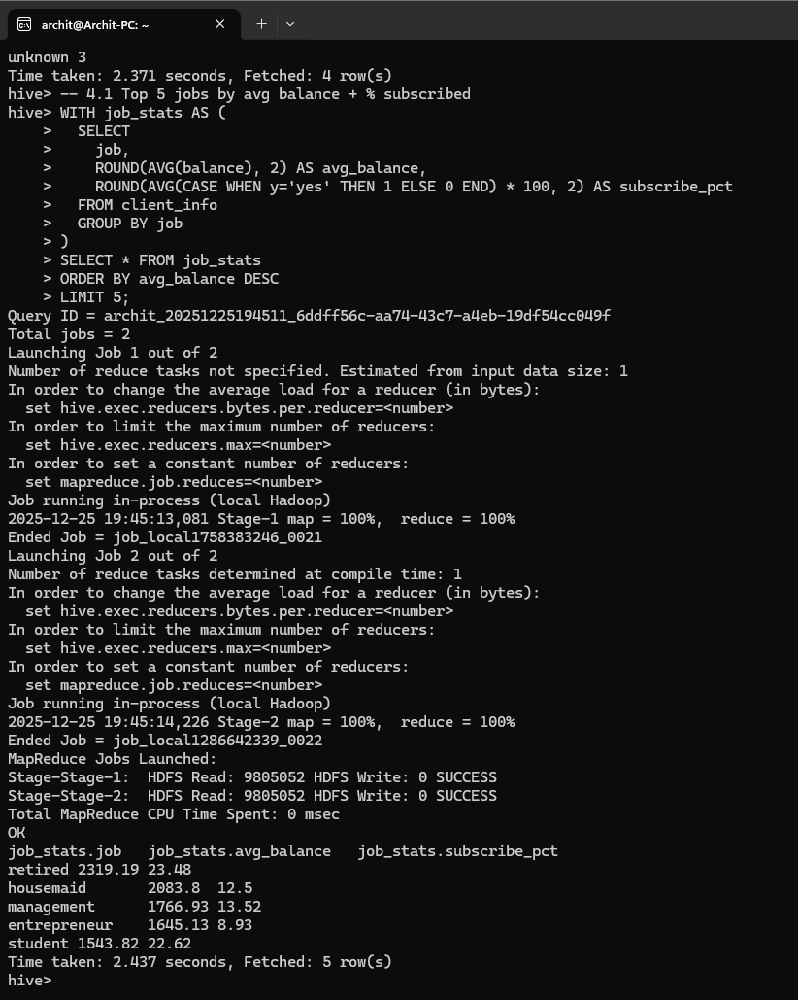 archit@Archit-PC: ~
unknown 3
Time taken: 2.371 seconds, Fetched: 4 row(s)
hive> -- 4.1 Top 5 jobs by avg balance + % subscribed
hive> WITH job_stats AS (
    >   SELECT
    >     job,
    >     ROUND(AVG(balance), 2) AS avg_balance,
    >     ROUND(AVG(CASE WHEN y='yes' THEN 1 ELSE 0 END) * 100, 2) AS subscribe_pct
    >   FROM client_info
    >   GROUP BY job
    > )
    > SELECT * FROM job_stats
    > ORDER BY avg_balance DESC
    > LIMIT 5;
Query ID = archit_20251225194511_6ddff56c-aa74-43c7-a4eb-19df54cc049f
Total jobs = 2
Launching Job 1 out of 2
Number of reduce tasks not specified. Estimated from input data size: 1
In order to change the average load for a reducer (in bytes):
  set hive.exec.reducers.bytes.per.reducer=<number>
In order to limit the maximum number of reducers:
  set hive.exec.reducers.max=<number>
In order to set a constant number of reducers:
  set mapreduce.job.reduces=<number>
Job running in-process (local Hadoop)
2025-12-25 19:45:13,081 Stage-1 map = 100%,  reduce = 100%
Ended Job = job_local1758383246_0021
Launching Job 2 out of 2
Number of reduce tasks determined at compile time: 1
In order to change the average load for a reducer (in bytes):
  set hive.exec.reducers.bytes.per.reducer=<number>
In order to limit the maximum number of reducers:
  set hive.exec.reducers.max=<number>
In order to set a constant number of reducers:
  set mapreduce.job.reduces=<number>
Job running in-process (local Hadoop)
2025-12-25 19:45:14,226 Stage-2 map = 100%,  reduce = 100%
Ended Job = job_local1286642339_0022
MapReduce Jobs Launched:
Stage-Stage-1:  HDFS Read: 9805052 HDFS Write: 0 SUCCESS
Stage-Stage-2:  HDFS Read: 9805052 HDFS Write: 0 SUCCESS
Total MapReduce CPU Time Spent: 0 msec
OK
job_stats.job   job_stats.avg_balance   job_stats.subscribe_pct
retired 2319.19 23.48
housemaid       2083.8  12.5
management      1766.93 13.52
entrepreneur    1645.13 8.93
student 1543.82 22.62
Time taken: 2.437 seconds, Fetched: 5 row(s)
hive>